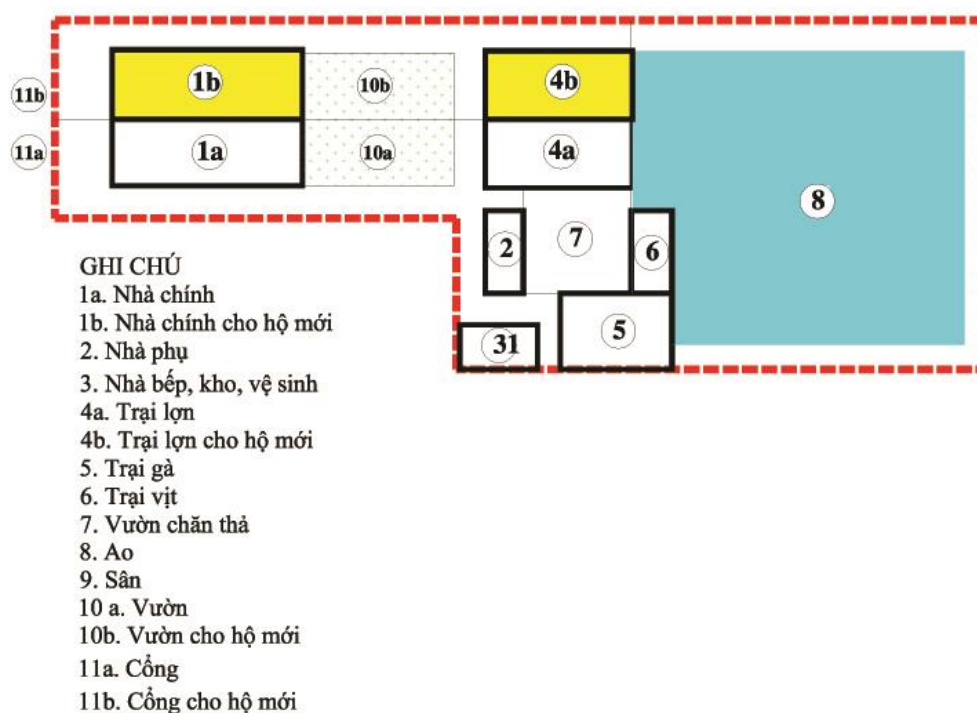 1b
10b
4b
11b
11a
1a
10a
4a
8
2
7
6
5
31
GHI CHÚ
1a. Nhà chính
1b. Nhà chính cho hộ mới
2. Nhà phụ
3. Nhà bếp, kho, vệ sinh
4a. Trại lợn
4b. Trại lợn cho hộ mới
5. Trại gà
6. Trại vịt
7. Vườn chăn thả
8. Ao
9. Sân
10 a. Vườn
10b. Vườn cho hộ mới
11a. Cổng
11b. Cổng cho hộ mới